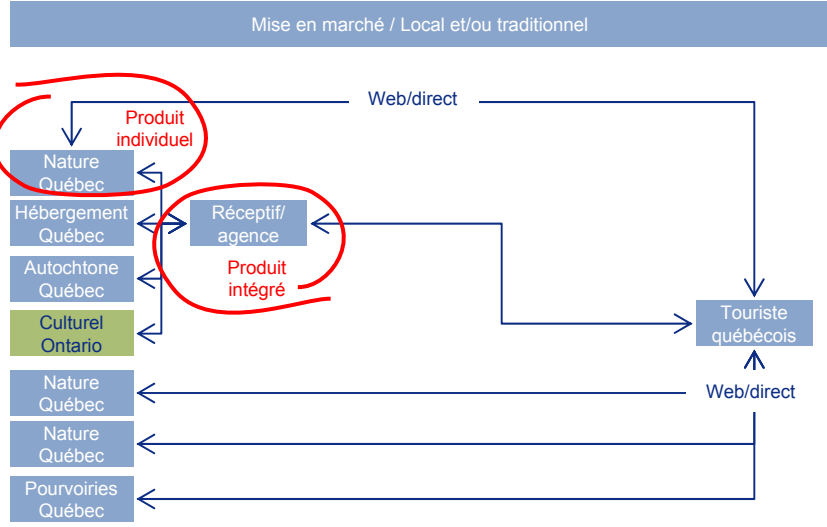 Mise en marché / Local et/ou traditionnel
Web/direct
Produit
individuel
Nature
Québec
Hébergement
Québec
Réceptif/
agence
Autochtone
Québec
Produit
intégré
Culturel
Ontario
Touriste
québécois
Nature
Québec
Web/direct
Nature
Québec
Pourvoiries
Québec